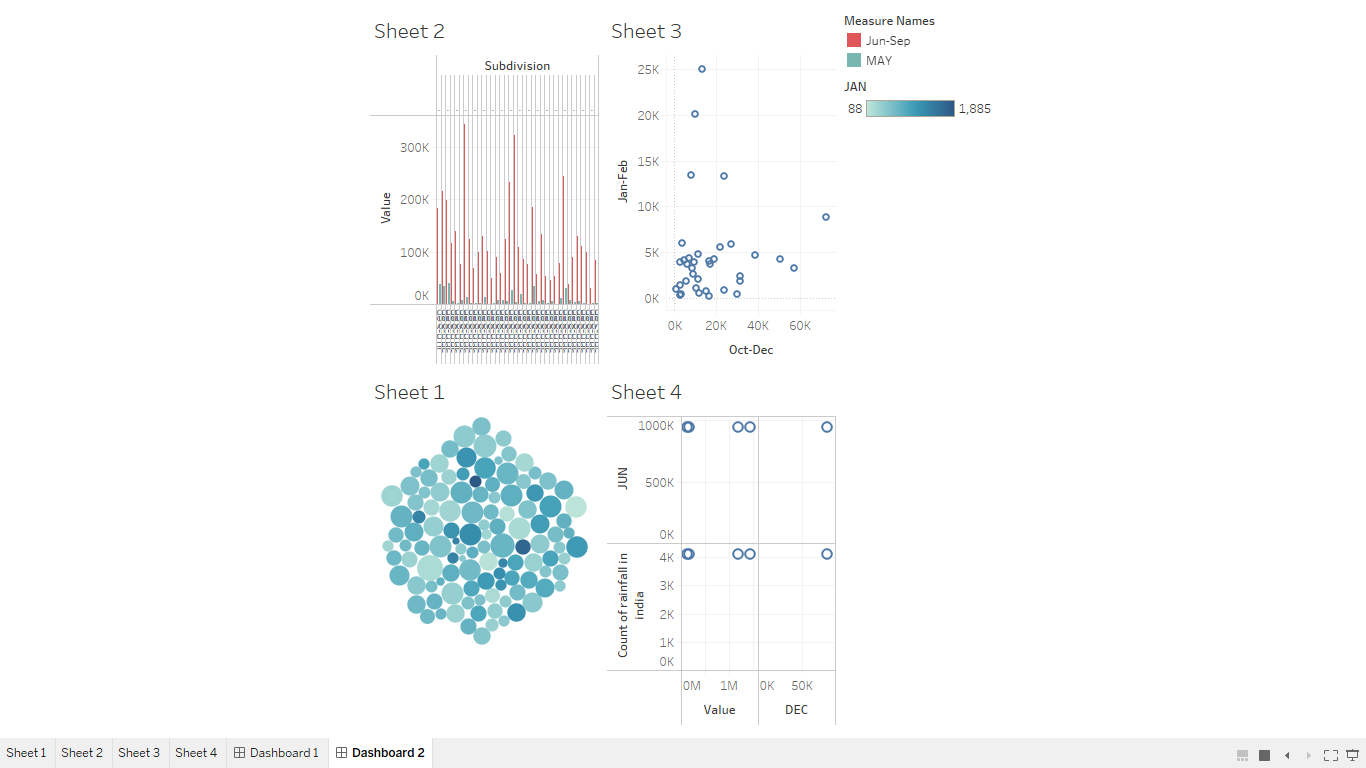 Sheet 2
Subdivision
Value
300K
200K
100K
0K
Sheet 3
Jan-Feb
25K
20K
15K
10K
5K
0K
0K 20K 40K 60K
Oct-Dec
Measure Names
Jun-Sep
MAY
JAN
88 1,885
Sheet 1
Sheet 4
JUN
1000K
500K
0K
Count of rainfall in
india
4K
3K
2K
1K
0K
0M 1M 0K 50K
Value DEC
Sheet 1 Sheet 2 Sheet 3 Sheet 4 Dashboard 1 Dashboard 2